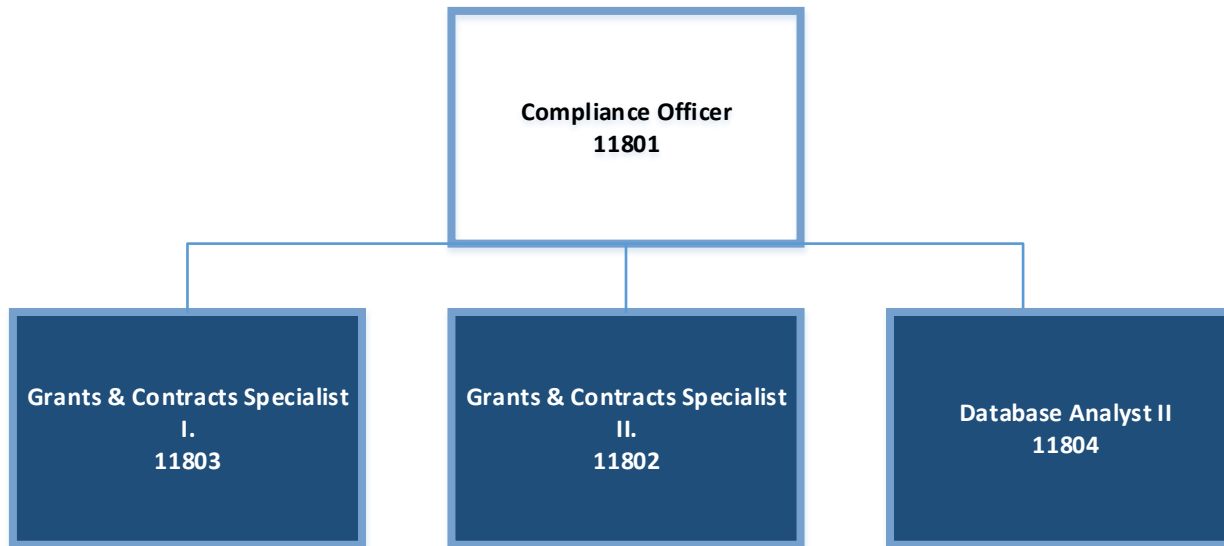 Compliance Officer
11801
Grants & Contracts Specialist
I.
11803
Grants & Contracts Specialist
II.
11802
Database Analyst II
11804